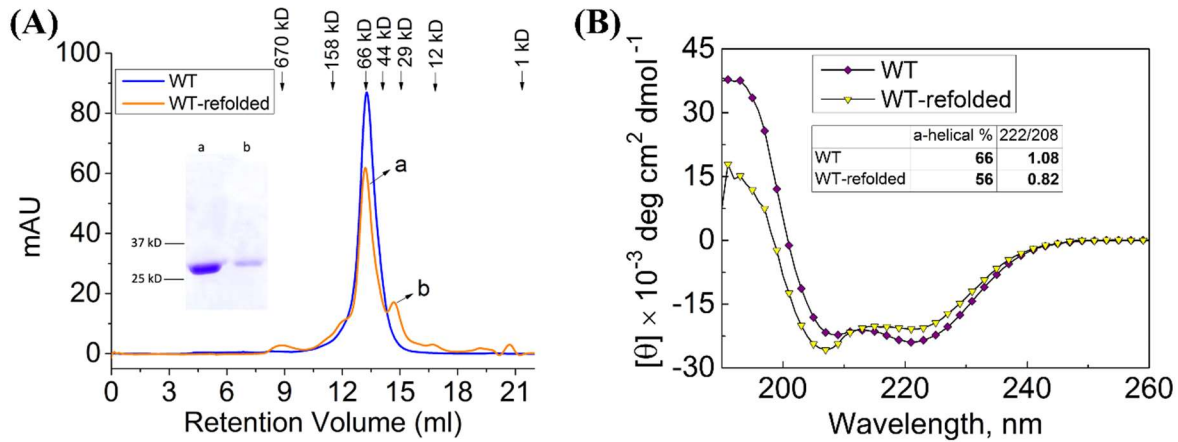 (A)
670 kD
158 kD
66 kD
44 kD
29 kD
12 kD
1 kD
100
80
60
40
20
0
mAU
WT
WT-refolded
a b
37 kD
25 kD
a
b
0 3 6 9 12 15 18 21
Retention Volume (ml)
(B)
45
30
15
0
-15
-30
[θ] × 10⁻³ deg cm² dmol⁻¹
WT
WT-refolded
a-helical % 222/208
WT 66 1.08
WT-refolded 56 0.82
200 220 240 260
Wavelength, nm